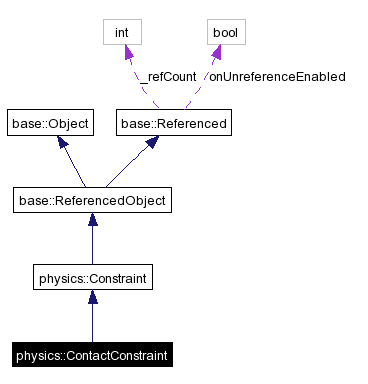 int
bool
_refCount
onUnreferenceEnabled
base::Object
base::Referenced
base::ReferencedObject
physics::Constraint
physics::ContactConstraint